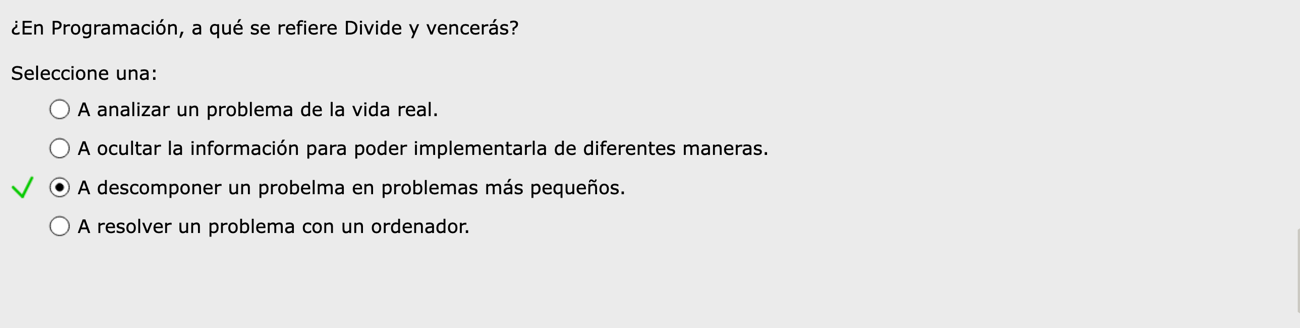 ¿En Programación, a qué se refiere Divide y vencerás?
Seleccione una:
A analizar un problema de la vida real.
A ocultar la información para poder implementarla de diferentes maneras.
A descomponer un probelma en problemas más pequeños.
A resolver un problema con un ordenador.